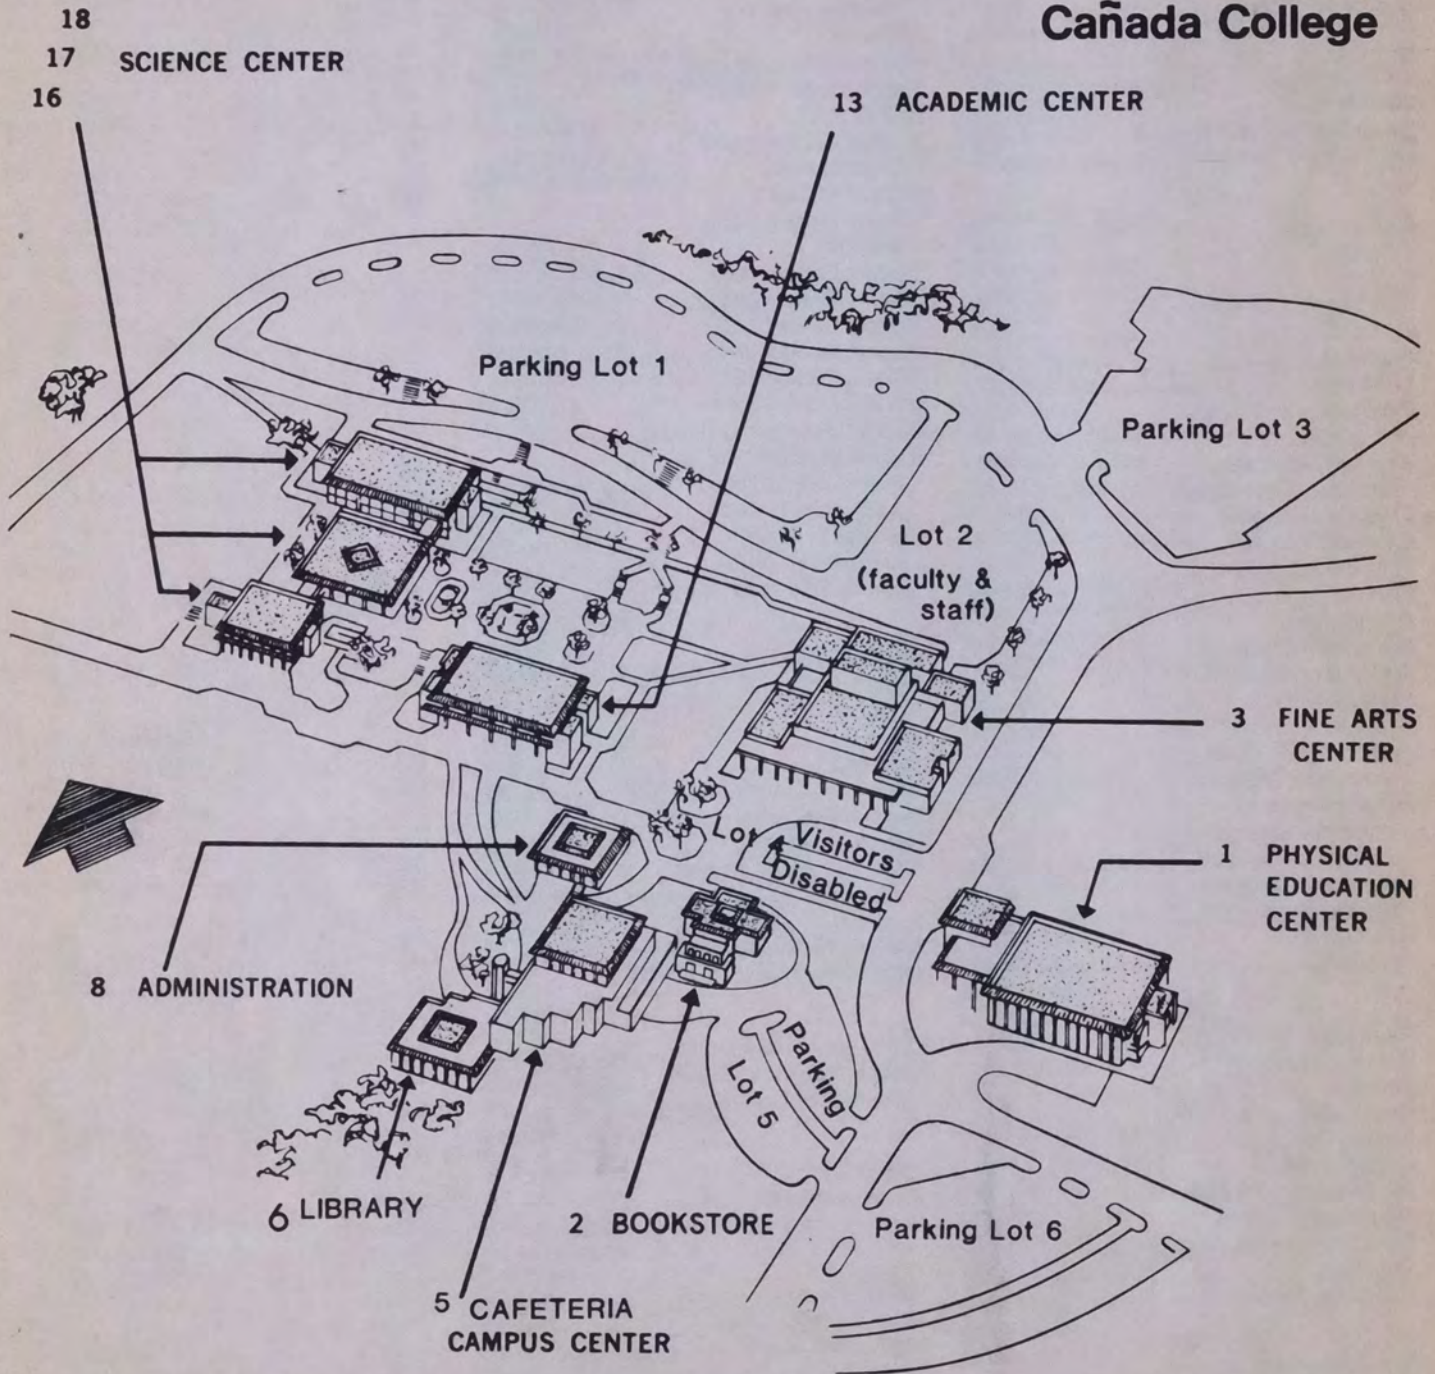 Cañada College
18
17 SCIENCE CENTER
16
13 ACADEMIC CENTER
Parking Lot 1
Parking Lot 3
Lot 2
(faculty &
staff)
3 FINE ARTS
CENTER
Lot 4 Visitors
Disabled
1 PHYSICAL
EDUCATION
CENTER
8 ADMINISTRATION
Parking
Lot 5
6 LIBRARY
2 BOOKSTORE
Parking Lot 6
5 CAFETERIA
CAMPUS CENTER